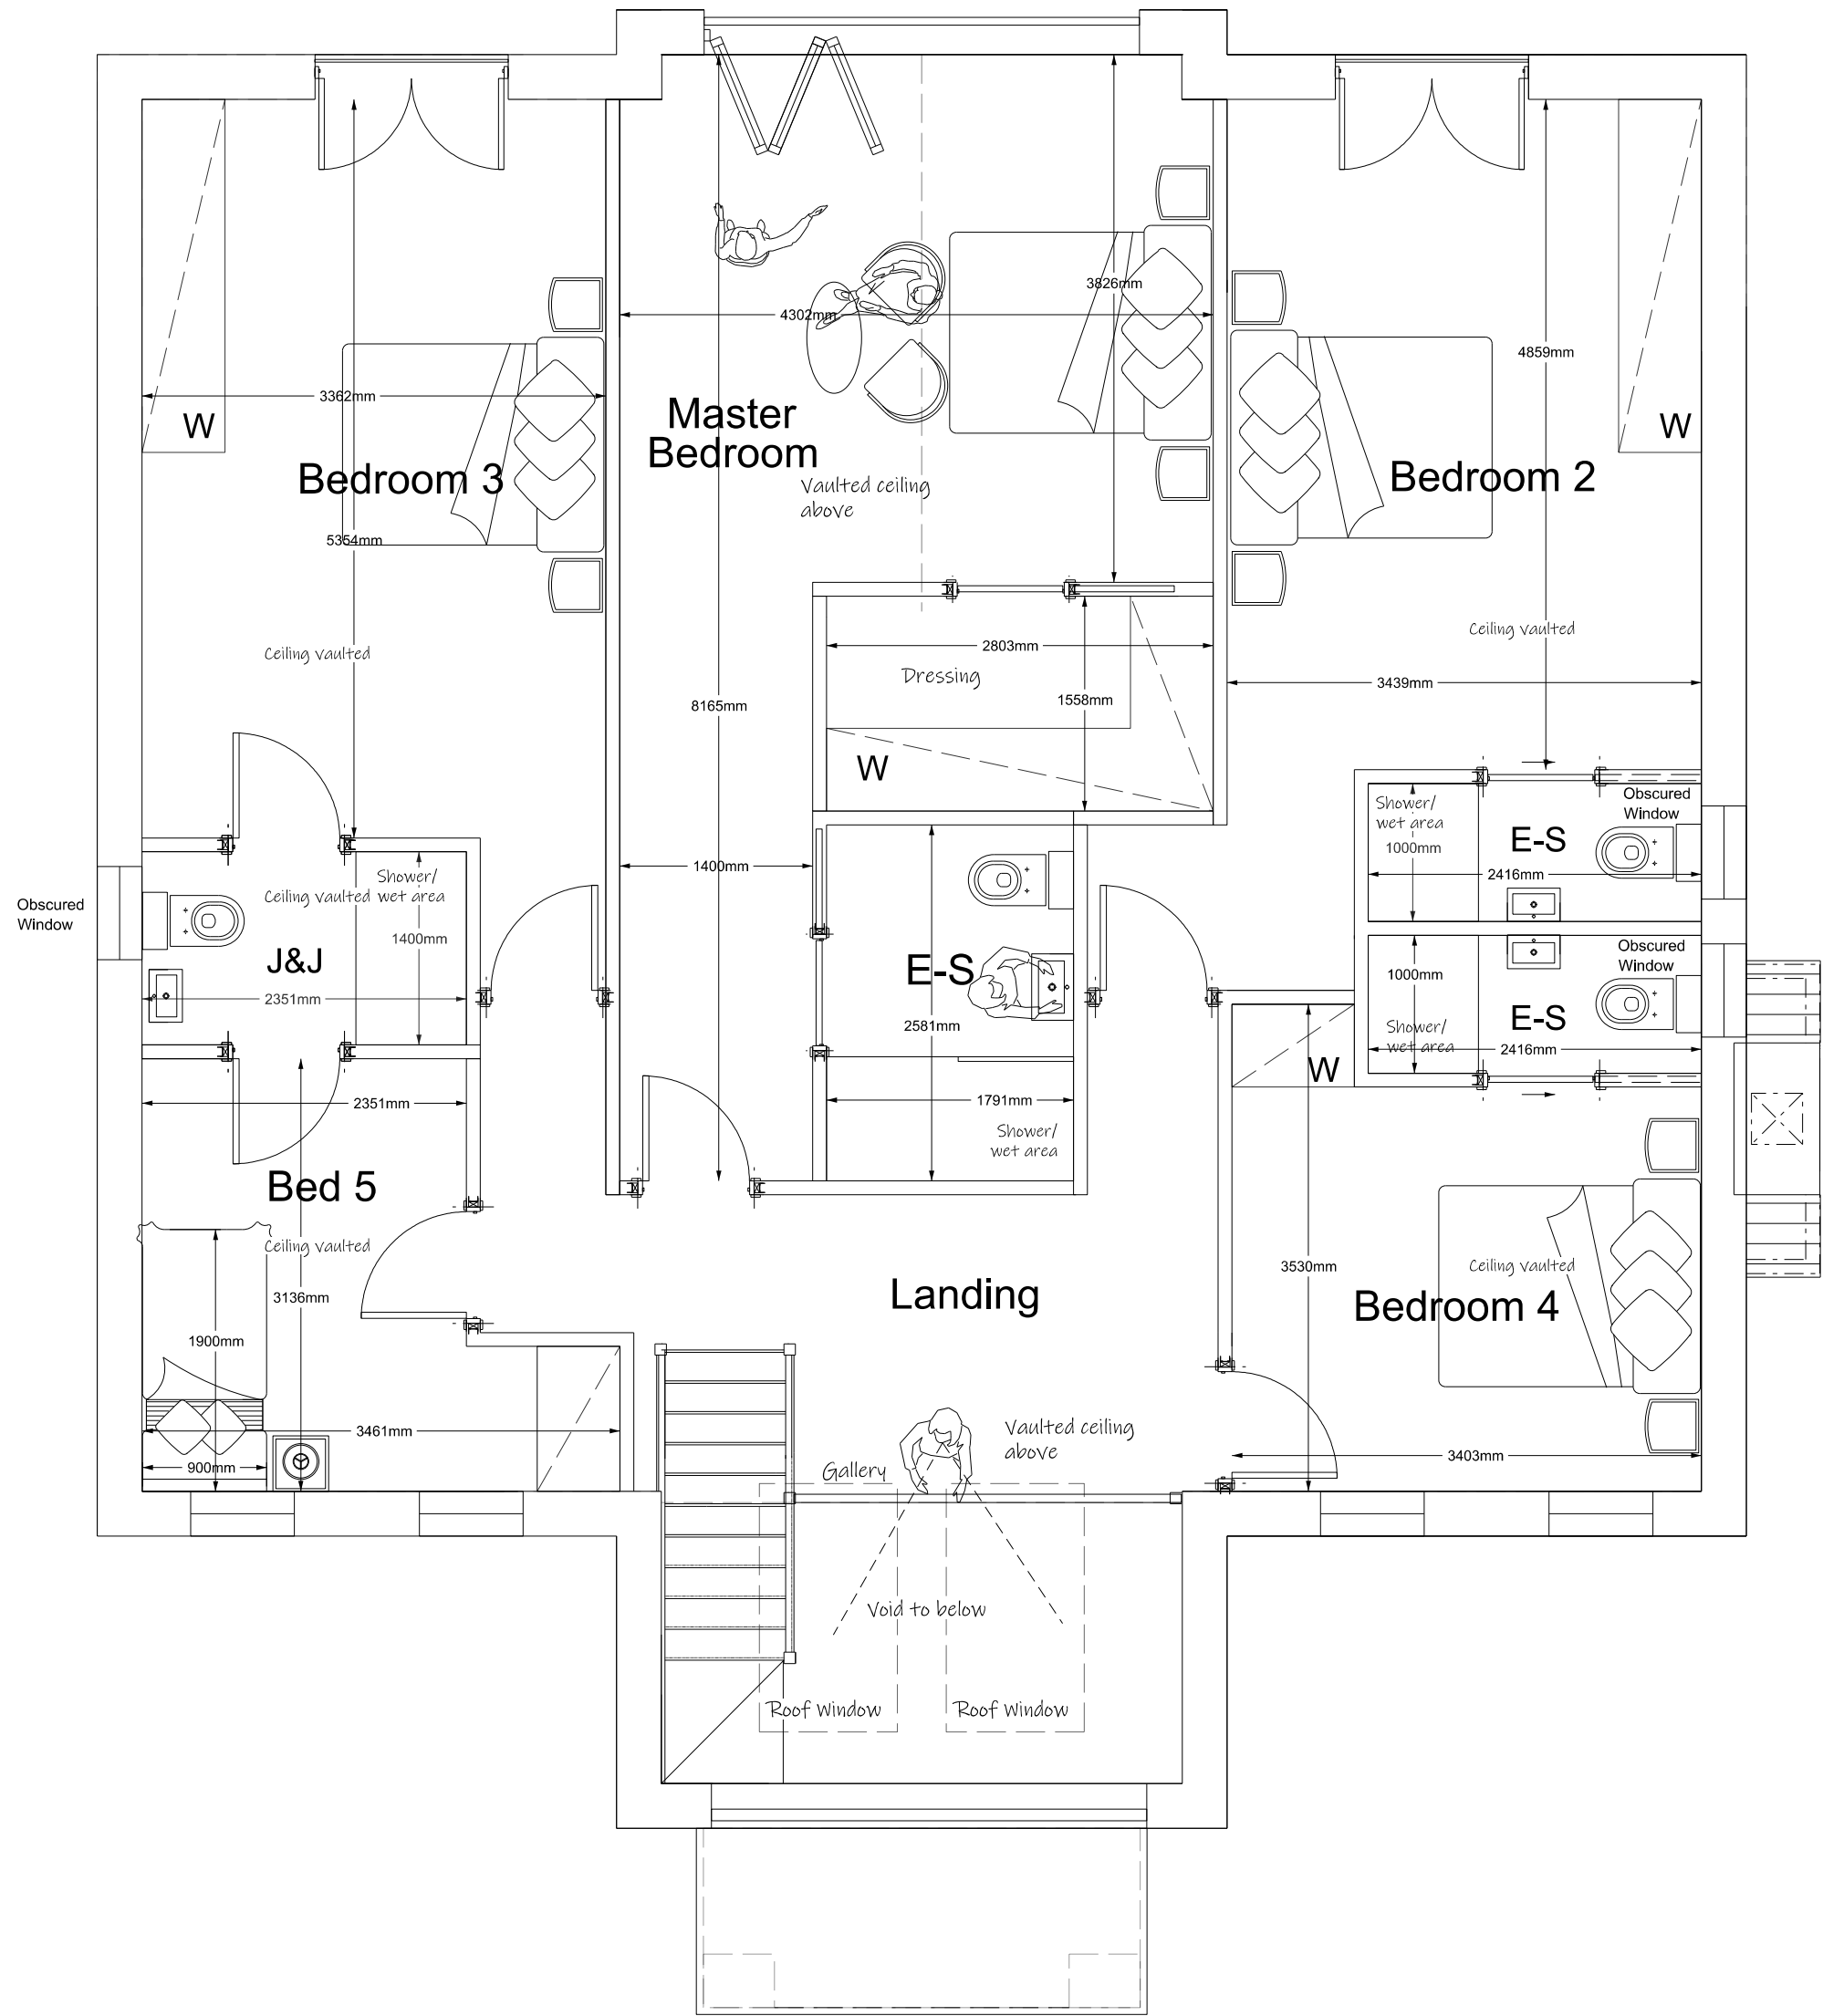 3826mm
4302mm
4859mm
3362mm
W
Master
Bedroom
W
Bedroom 3
Bedroom 2
Vaulted ceiling
above
5354mm
Ceiling vaulted
Ceiling vaulted
2803mm
Dressing
3439mm
1558mm
8165mm
W
Obscured
Window
Shower/
wet area
E-S
1000mm
2416mm
1400mm
Ceiling vaulted
Shower/
wet area
Obscured
Window
1400mm
J&J
2351mm
E-S
2581mm
Obscured
Window
1000mm
E-S
Shower/
wet area
2416mm
W
2351mm
1791mm
Shower/
wet area
Bed 5
Ceiling vaulted
3136mm
1900mm
Landing
3530mm
Ceiling vaulted
Bedroom 4
3461mm
900mm
Vaulted ceiling
above
Gallery
3403mm
Void to below
Roof Window
Roof Window